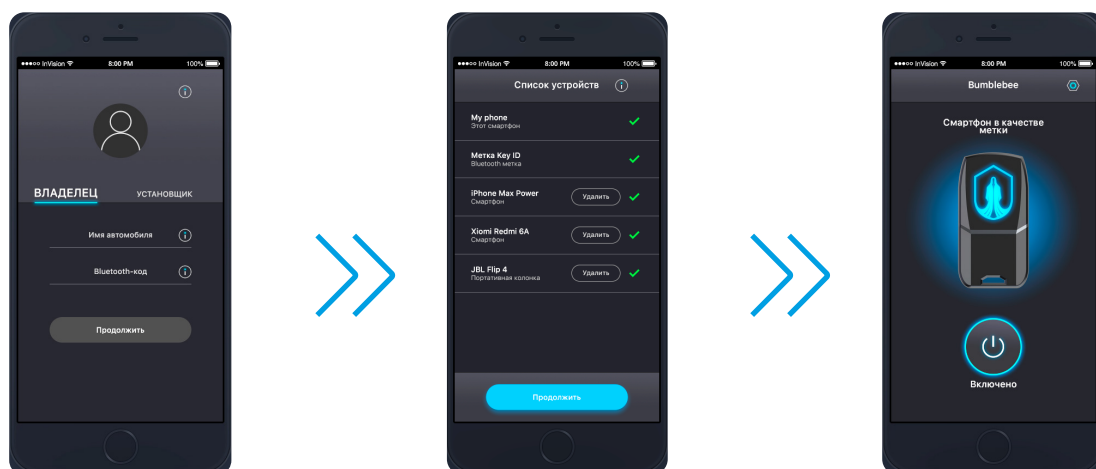 InVision 8:00 PM 100%
ВЛАДЕЛЕЦ УСТАНОВЩИК
Имя автомобиля
Bluetooth-код
Продолжить
InVision 8:00 PM 100%
Список устройств
My phone
Этот смартфон
Метка Key ID
Bluetooth метка
iPhone Max Power
Смартфон
Удалить
Xiomi Redmi 6A
Смартфон
Удалить
JBL Flip 4
Портативная колонка
Удалить
Продолжить
InVision 8:00 PM 100%
Bumblebee
Смартфон в качестве
метки
Включено